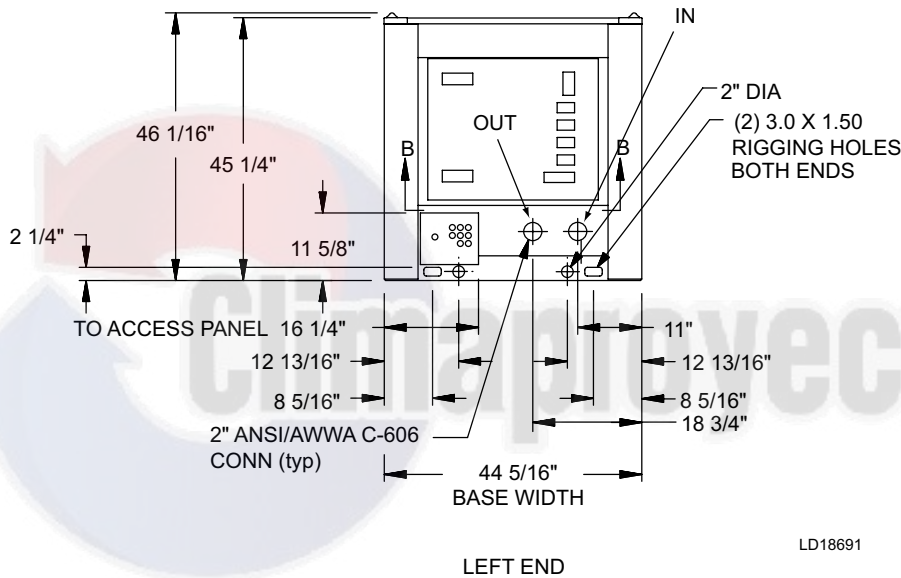 IN
2" DIA
(2) 3.0 X 1.50
RIGGING HOLES
BOTH ENDS
OUT
B
B
46 1/16"
45 1/4"
2 1/4"
11 5/8"
TO ACCESS PANEL 16 1/4"
11"
12 13/16"
12 13/16"
8 5/16"
8 5/16"
18 3/4"
2" ANSI/AWWA C-606
CONN (typ)
44 5/16"
BASE WIDTH
Climaproyec
LD18691
LEFT END